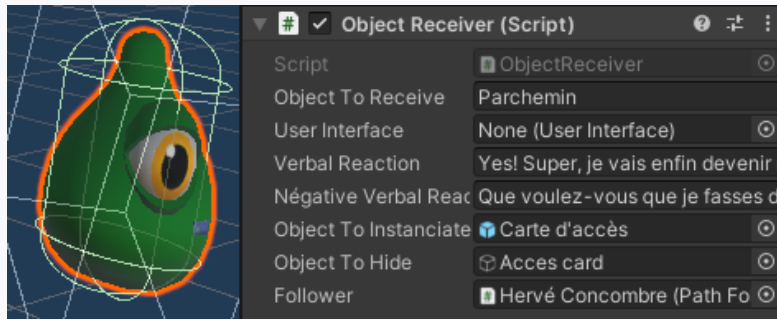 Object Receiver (Script)
Script ObjectReceiver
Object To Receive Parchemin
User Interface None (User Interface)
Verbal Reaction Yes! Super, je vais enfin devenir
Négative Verbal Reac Que voulez-vous que je fasses d
Object To Instanciate Carte d'accès
Object To Hide Acces card
Follower Hervé Concombre (Path Fo